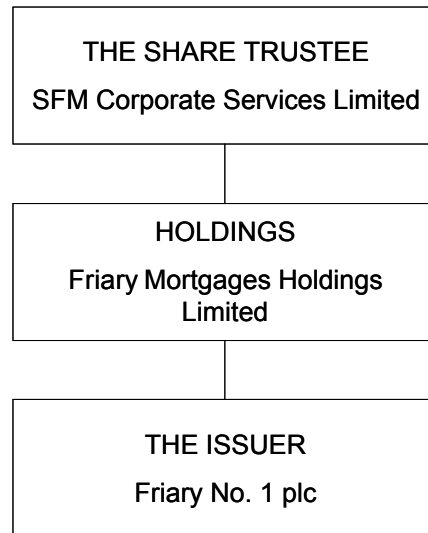 THE SHARE TRUSTEE
SFM Corporate Services Limited
HOLDINGS
Friary Mortgages Holdings
Limited
THE ISSUER
Friary No. 1 plc